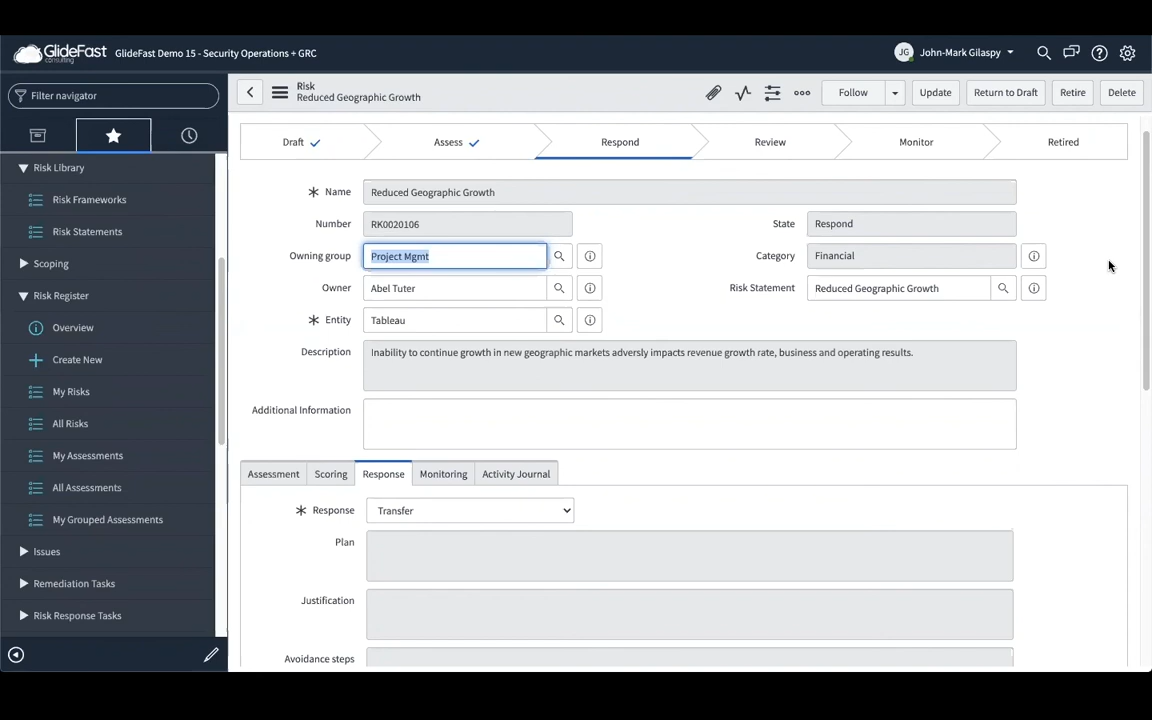 GlideFast consulting GlideFast Demo 15 - Security Operations + GRC JG John-Mark Gilaspy
Filter navigator
Risk Library
Risk Frameworks
Risk Statements
Scoping
Risk Register
Overview
Create New
My Risks
All Risks
My Assessments
All Assessments
My Grouped Assessments
Issues
Remediation Tasks
Risk Response Tasks
Risk
Reduced Geographic Growth
Follow Update Return to Draft Retire Delete
Draft Assess Respond Review Monitor Retired
Name Reduced Geographic Growth
Number RK0020106 State Respond
Owning group Project Mgmt Category Financial
Owner Abel Tuter Risk Statement Reduced Geographic Growth
Entity Tableau
Description Inability to continue growth in new geographic markets adversly impacts revenue growth rate, business and operating results.
Additional Information
Assessment Scoring Response Monitoring Activity Journal
Response Transfer
Plan
Justification
Avoidance steps